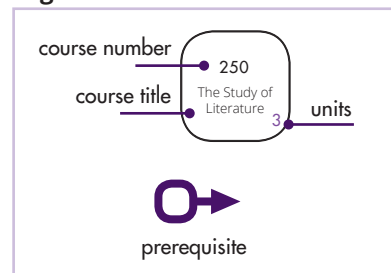 course number
250
course title
The Study of
Literature
3
units
prerequisite